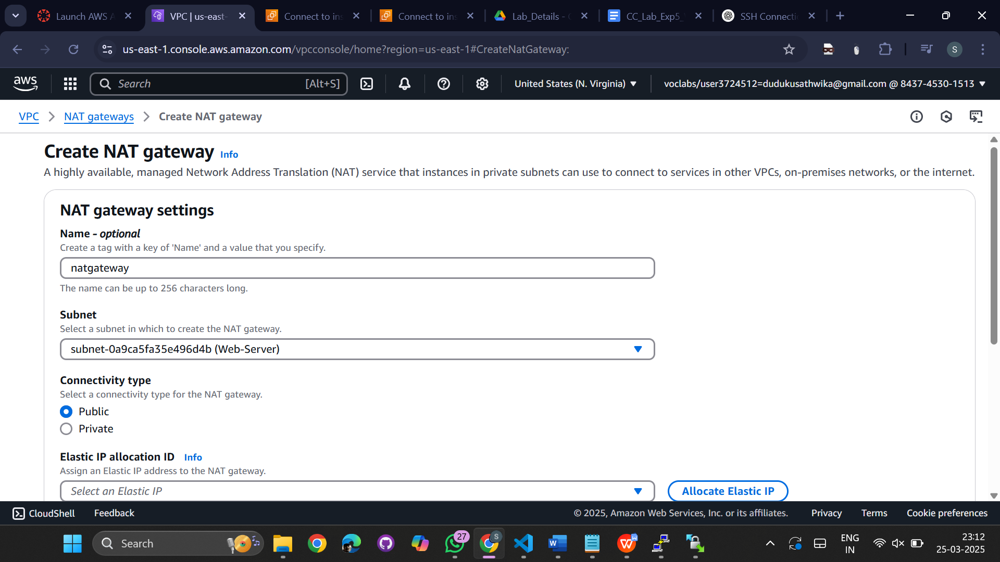 Launch AWS A
VPC | us-east-
Connect to ins
Connect to ins
Lab_Details - G
CC_Lab_Exp5_
SSH Connecti
us-east-1.console.aws.amazon.com/vpcconsole/home?region=us-east-1#CreateNatGateway:
S
aws
Search
[Alt+S]
United States (N. Virginia)
voclabs/user3724512=dudukusathwika@gmail.com @ 8437-4530-1513
VPC
NAT gateways
Create NAT gateway
Create NAT gateway Info
A highly available, managed Network Address Translation (NAT) service that instances in private subnets can use to connect to services in other VPCs, on-premises networks, or the internet.
NAT gateway settings
Name - optional
Create a tag with a key of 'Name' and a value that you specify.
natgateway
The name can be up to 256 characters long.
Subnet
Select a subnet in which to create the NAT gateway.
subnet-0a9ca5fa35e496d4b (Web-Server)
Connectivity type
Select a connectivity type for the NAT gateway.
Public
Private
Elastic IP allocation ID Info
Assign an Elastic IP address to the NAT gateway.
Select an Elastic IP
Allocate Elastic IP
CloudShell
Feedback
© 2025, Amazon Web Services, Inc. or its affiliates.
Privacy
Terms
Cookie preferences
Search
27
S
W
W
ENG
IN
23:12
25-03-2025